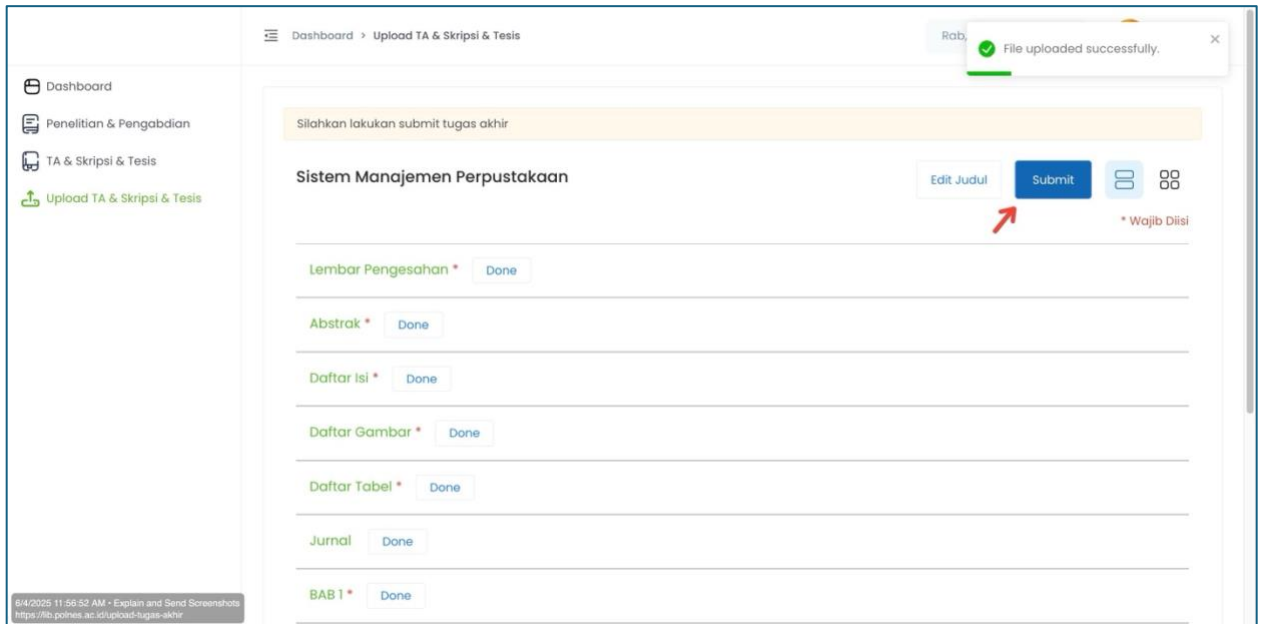 Dashboard > Upload TA & Skripsi & Tesis
Rab,
File uploaded successfully.
Dashboard
Penelitian & Pengabdian
TA & Skripsi & Tesis
Upload TA & Skripsi & Tesis
Silahkan lakukan submit tugas akhir
Sistem Manajemen Perpustakaan
Edit Judul
Submit
* Wajib Diisi
Lembar Pengesahan * Done
Abstrak * Done
Daftar Isi * Done
Daftar Gambar * Done
Daftar Tabel * Done
Jurnal Done
BAB 1 * Done
6/4/2025 11:56:52 AM • Explain and Send Screenshots
https://lib.polnes.ac.id/upload-tugas-akhir